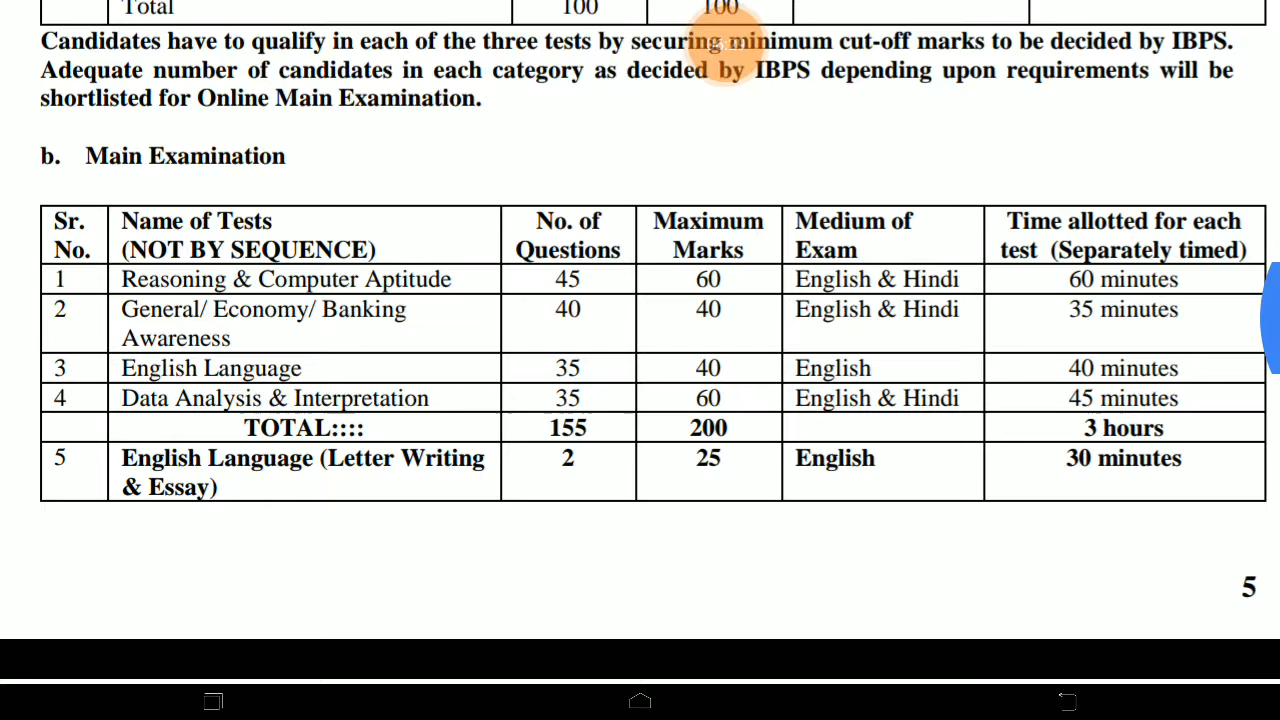 Total 100 100
Candidates have to qualify in each of the three tests by securing minimum cut-off marks to be decided by IBPS.
Adequate number of candidates in each category as decided by IBPS depending upon requirements will be
shortlisted for Online Main Examination.
b. Main Examination
Sr. Name of Tests No. of Maximum Medium of Time allotted for each
No. (NOT BY SEQUENCE) Questions Marks Exam test (Separately timed)
1 Reasoning & Computer Aptitude 45 60 English & Hindi 60 minutes
2 General/ Economy/ Banking 40 40 English & Hindi 35 minutes
Awareness
3 English Language 35 40 English 40 minutes
4 Data Analysis & Interpretation 35 60 English & Hindi 45 minutes
TOTAL:::: 155 200 3 hours
5 English Language (Letter Writing 2 25 English 30 minutes
& Essay)
5